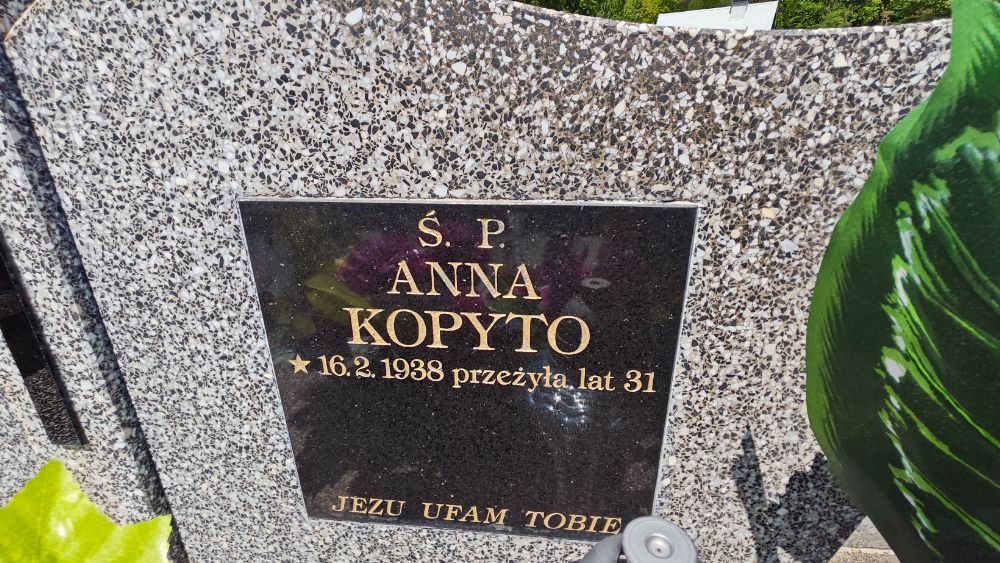 Ś. P.
ANNA
KOPYTO
★ 16. 2. 1938 przeżyła lat 31
JEZU UFAM TOBIE